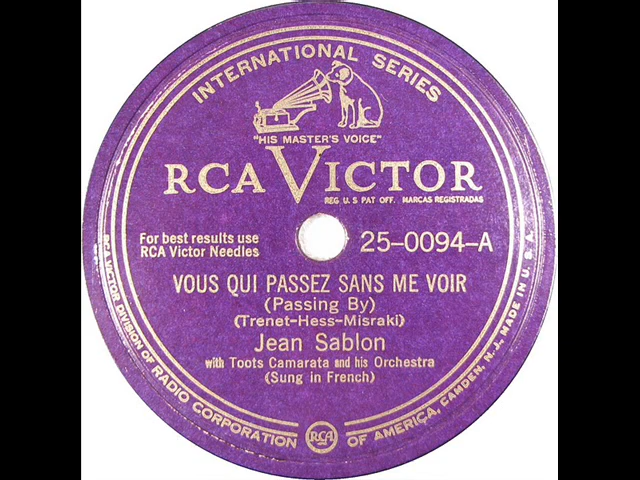 INTERNATIONAL SERIES
"HIS MASTER'S VOICE"
RCA VICTOR
REG. U.S. PAT. OFF. MARCAS REGISTRADAS
For best results use
RCA Victor Needles
25-0094-A
VOUS QUI PASSEZ SANS ME VOIR
(Passing By)
(Trenet-Hess-Misraki)
Jean Sablon
with Toots Camarata and his Orchestra
(Sung in French)
RCA VICTOR DIVISION OF RADIO CORPORATION OF AMERICA, CAMDEN, N.J., MADE IN U.S.A.
RCA